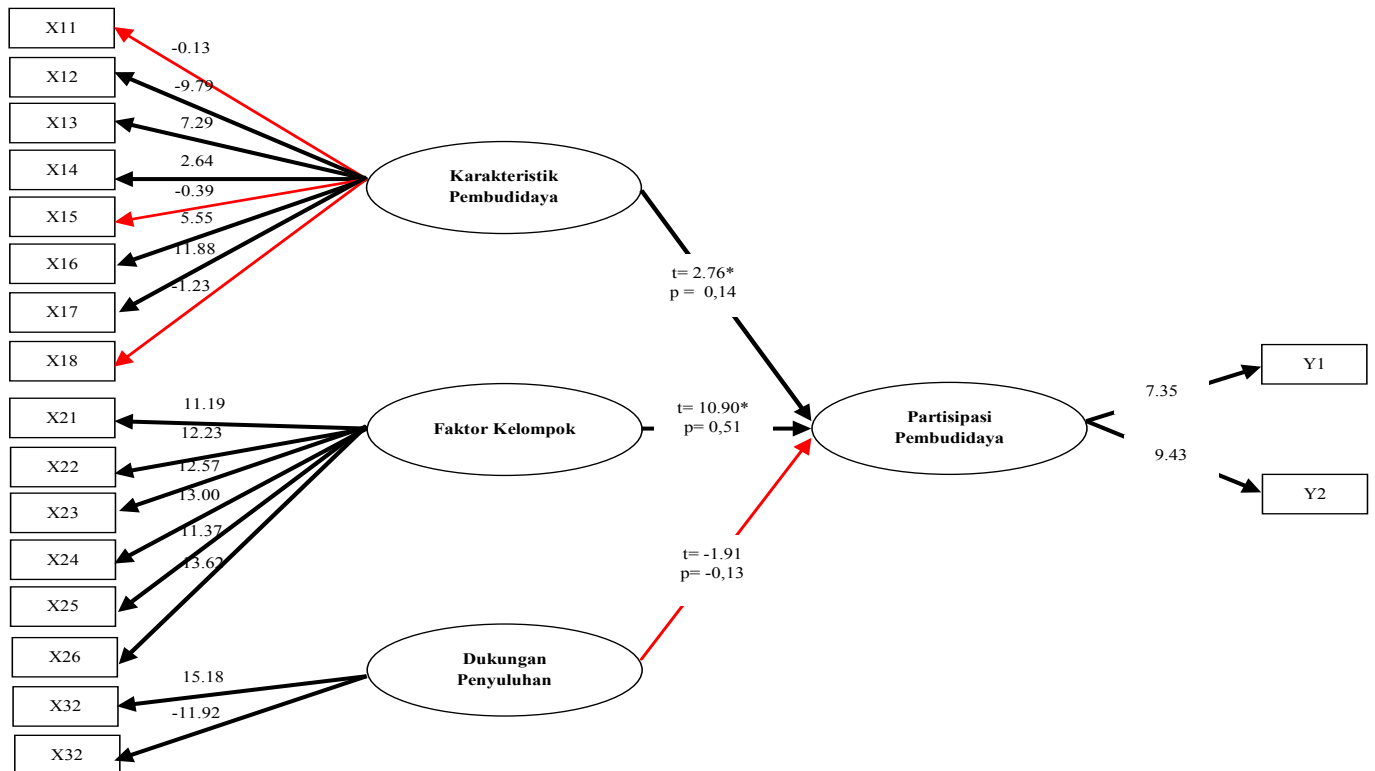 X11
-0.13
X12
-9.79
X13
7.29
X14
2.64
X15
-0.39
X16
5.55
X17
11.88
X18
-1.23
Karakteristik
Pembudidaya
t= 2.76*
p = 0,14
X21
11.19
X22
12.23
X23
12.57
X24
13.00
X25
11.37
X26
13.62
Faktor Kelompok
t= 10.90*
p= 0,51
Partisipasi
Pembudidaya
7.35
Y1
9.43
Y2
t= -1.91
p= -0,13
Dukungan
Penyuluhan
X32
15.18
X32
-11.92